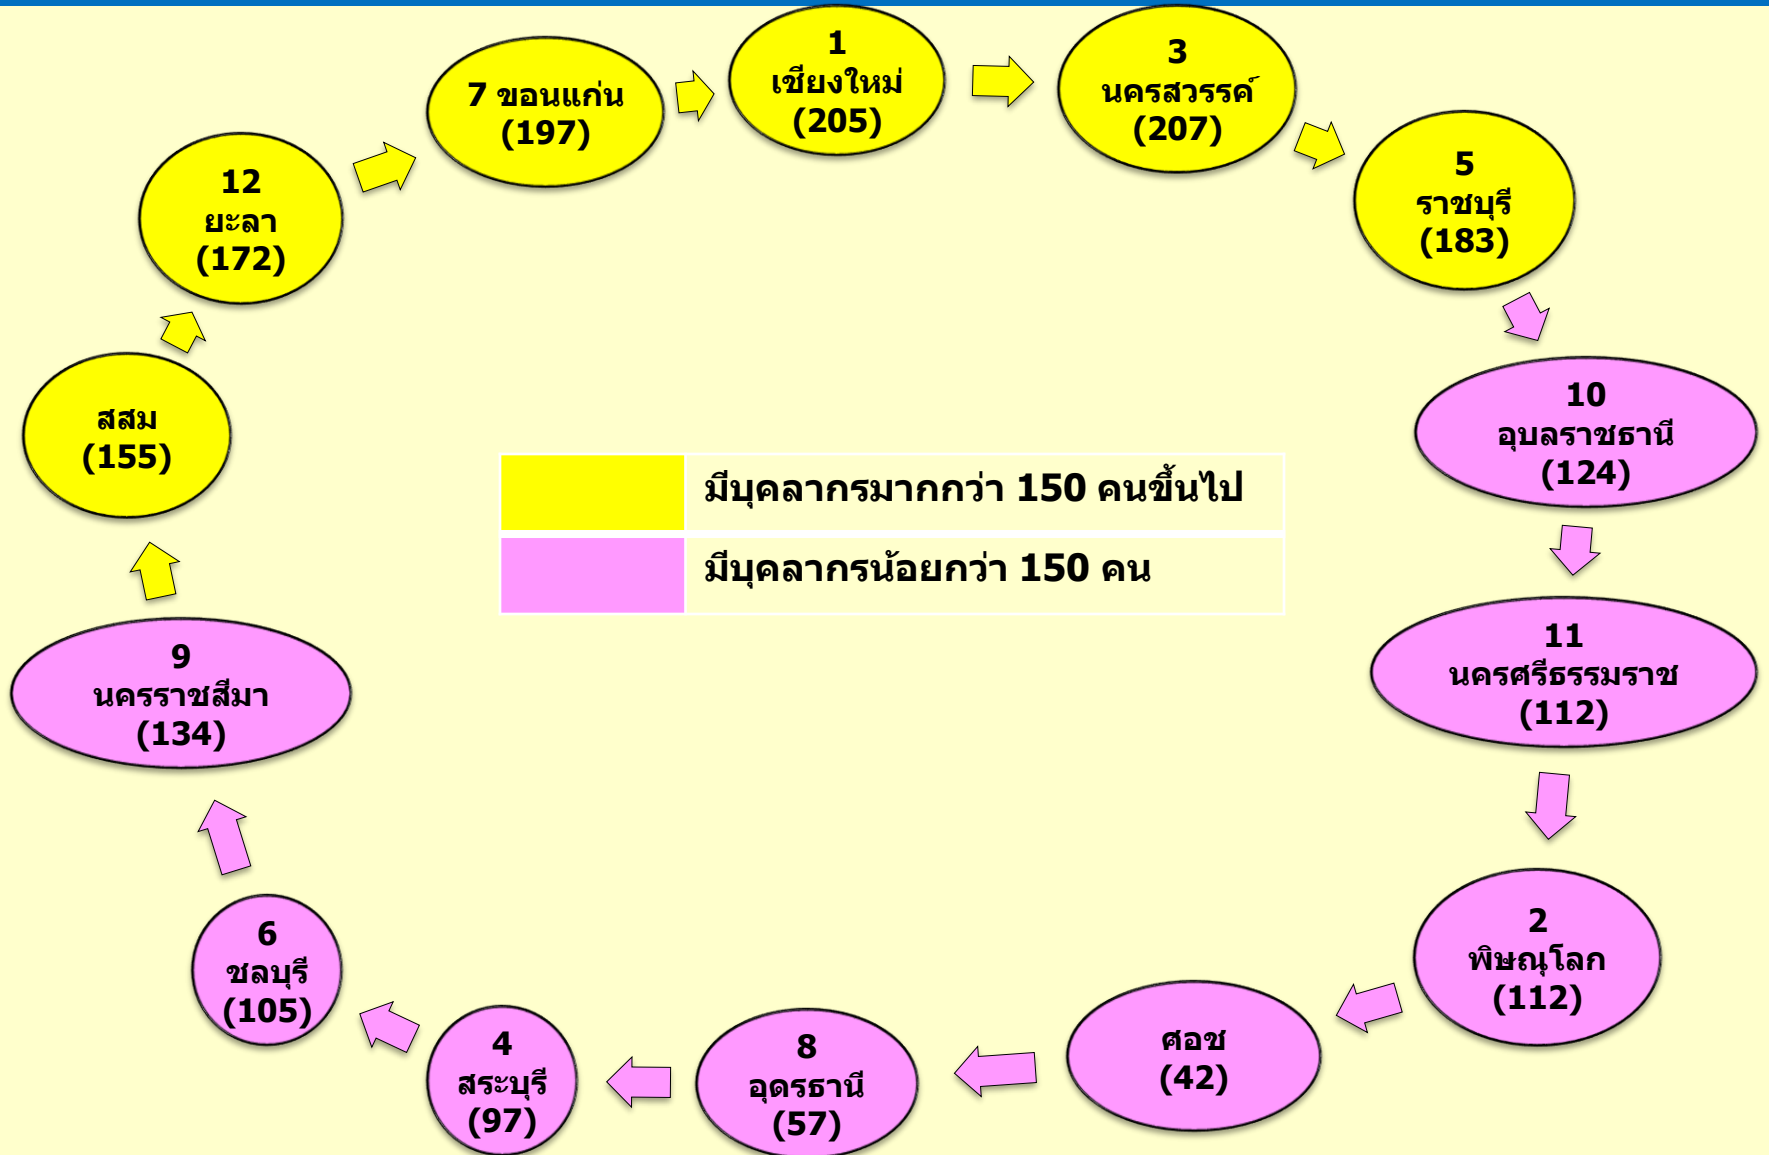 1
เชียงใหม่
(205)
3
นครสวรรค์
(207)
5
ราชบุรี
(183)
10
อุบลราชธานี
(124)
11
นครศรีธรรมราช
(112)
2
พิษณุโลก
(112)
ศอช
(42)
8
อุดรธานี
(57)
4
สระบุรี
(97)
6
ชลบุรี
(105)
9
นครราชสีมา
(134)
สสม
(155)
12
ยะลา
(172)
7 ขอนแก่น
(197)
มีบุคลากรมากกว่า 150 คนขึ้นไป
มีบุคลากรน้อยกว่า 150 คน